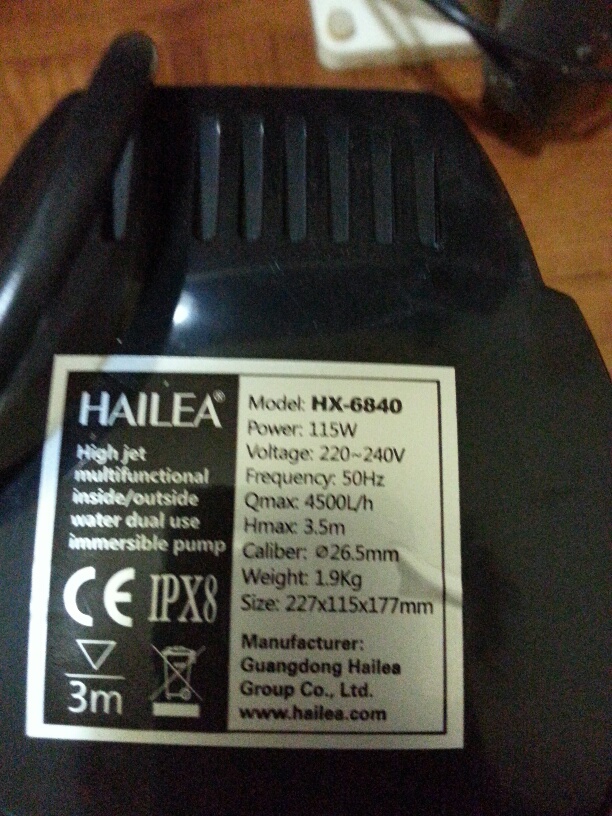 HAILEA®
High jet
multifunctional
inside/outside
water dual use
immersible pump
CE IPX8
3m
Model: HX-6840
Power: 115W
Voltage: 220~240V
Frequency: 50Hz
Qmax: 4500L/h
Hmax: 3.5m
Caliber: Ø26.5mm
Weight: 1.9Kg
Size: 227x115x177mm
Manufacturer:
Guangdong Hailea
Group Co., Ltd.
www.hailea.com